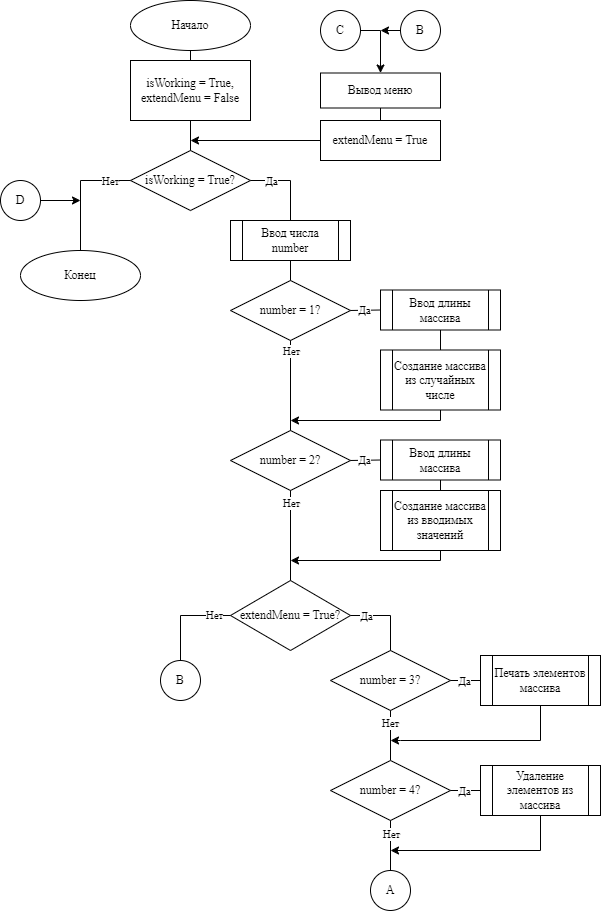 Начало
C
B
isWorking = True,
extendMenu = False
Вывод меню
extendMenu = True
Нет
isWorking = True?
Да
D
Ввод числа
number
Конец
number = 1?
Да
Ввод длины
массива
Нет
Создание массива
из случайных
числе
number = 2?
Да
Ввод длины
массива
Нет
Создание массива
из вводимых
значений
Нет
extendMenu = True?
Да
B
number = 3?
Да
Печать элементов
массива
Нет
number = 4?
Да
Удаление
элементов из
массива
Нет
A